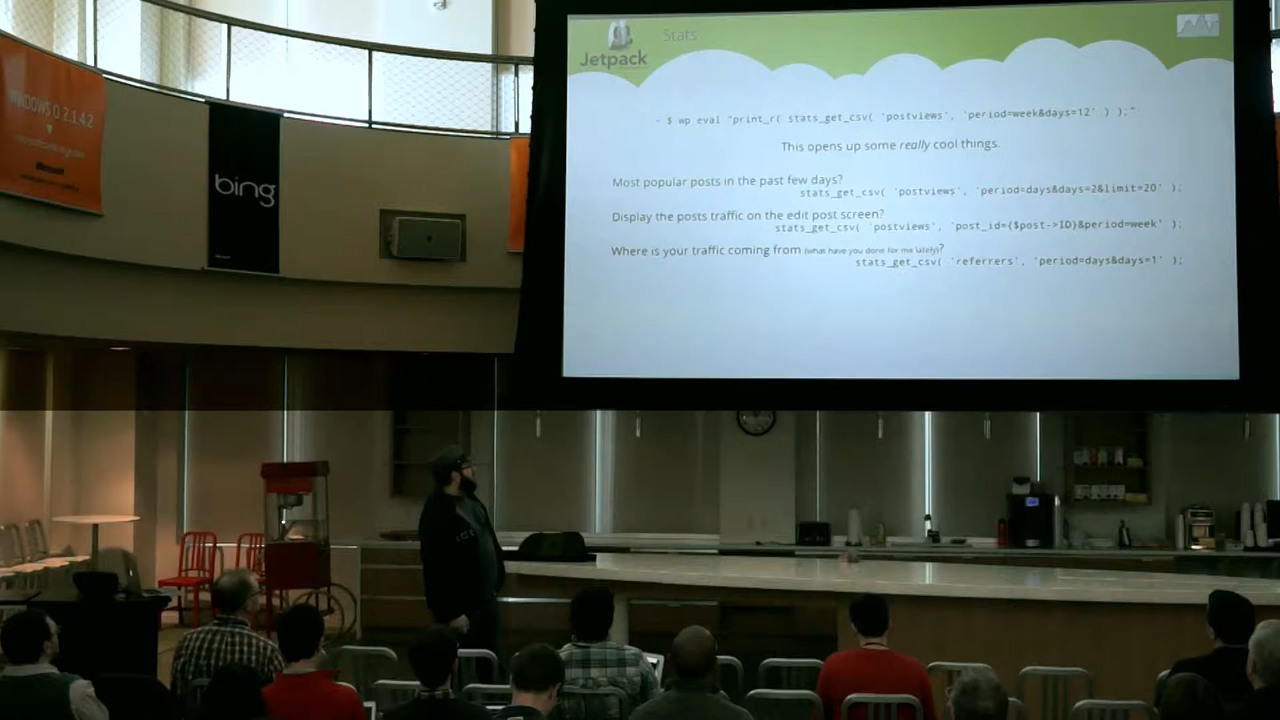 Jetpack
Stats
~ $ wp eval "print_r( stats_get_csv( 'postviews', 'period=week&days=12' ) );"
This opens up some really cool things.
Most popular posts in the past few days?
stats_get_csv( 'postviews', 'period=days&days=2&limit=20' );
Display the posts traffic on the edit post screen?
stats_get_csv( 'postviews', 'post_id={$post->ID}&period=week' );
Where is your traffic coming from (what have you done for me lately)?
stats_get_csv( 'referrers', 'period=days&days=1' );
bing
Microsoft